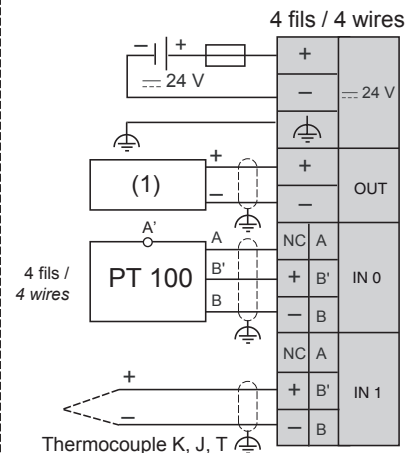 4 fils / 4 wires
− +
⎓ 24 V
+
−
⎓ 24 V
(1)
+
−
+
−
OUT
4 fils /
4 wires
A'
PT 100
A
B'
B
NC A
+ B'
− B
IN 0
NC A
+ B'
− B
IN 1
+
−
Thermocouple K, J, T